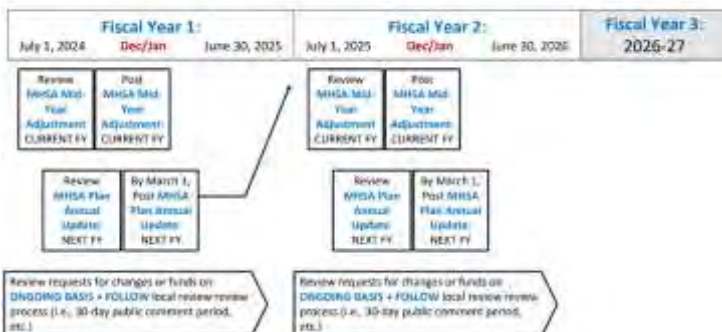 Fiscal Year 1:
July 1, 2024 Dec/Jan June 30, 2025
Fiscal Year 2:
July 1, 2025 Dec/Jan June 30, 2026
Fiscal Year 3:
2026-27
Review
MHSA Mid-
Year
Adjustment
CURRENT FY
Post
MHSA Mid-
Year
Adjustment
CURRENT FY
Review
MHSA Mid-
Year
Adjustment
CURRENT FY
Post
MHSA Mid-
Year
Adjustment
CURRENT FY
Review
MHSA Plan
Annual
Update
NEXT FY
By March 1,
Post MHSA
Plan Annual
Update
NEXT FY
Review
MHSA Plan
Annual
Update
NEXT FY
By March 1,
Post MHSA
Plan Annual
Update
NEXT FY
Review requests for changes or funds on
ONGOING BASIS + FOLLOW local review review
process (i.e., 30-day public comment period,
etc.)
Review requests for changes or funds on
ONGOING BASIS + FOLLOW local review review
process (i.e., 30-day public comment period,
etc.)